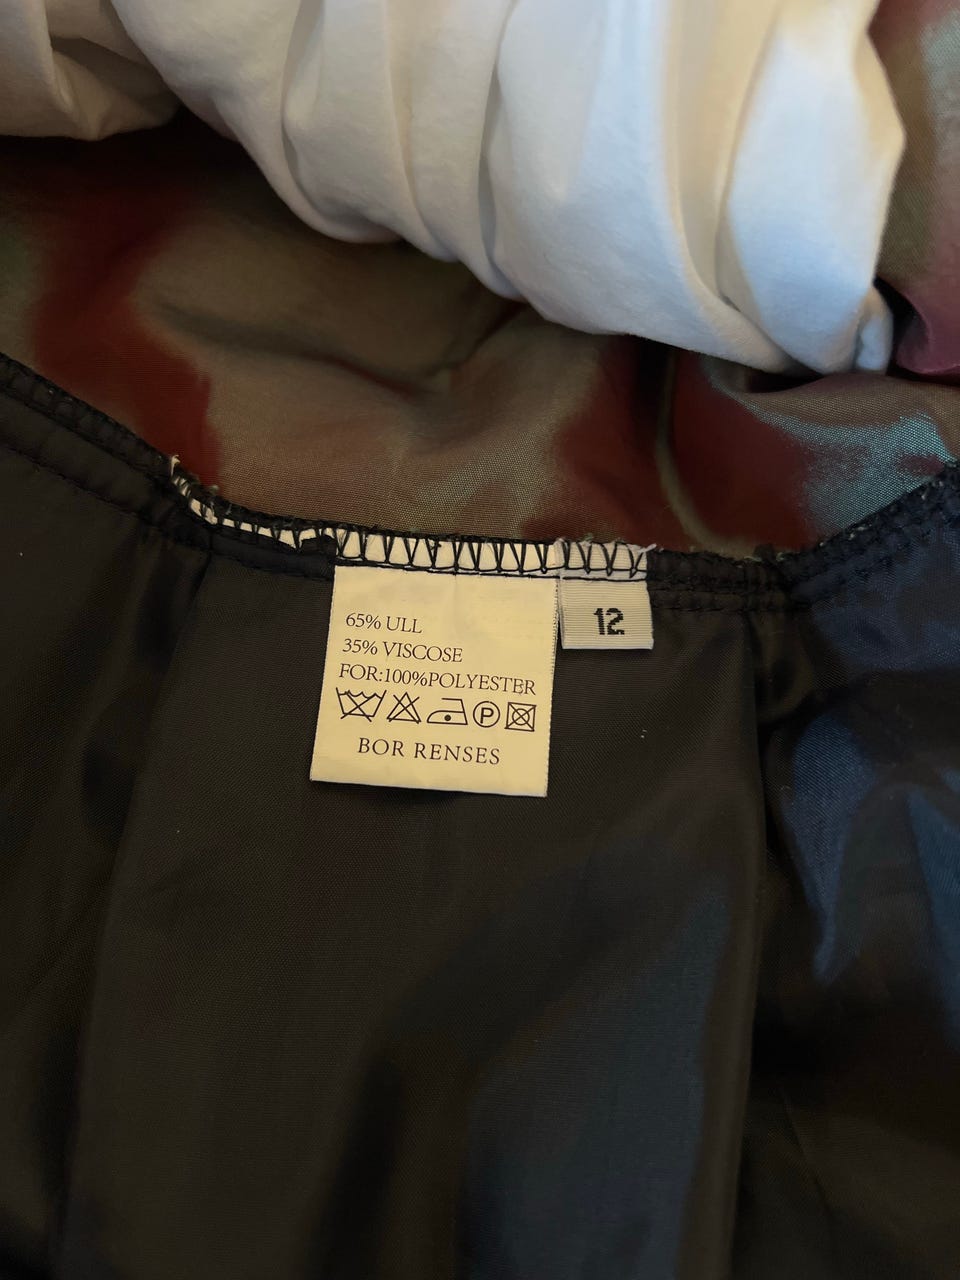 65% ULL
35% VISCOSE
FOR:100%POLYESTER
P
BOR RENSES
12